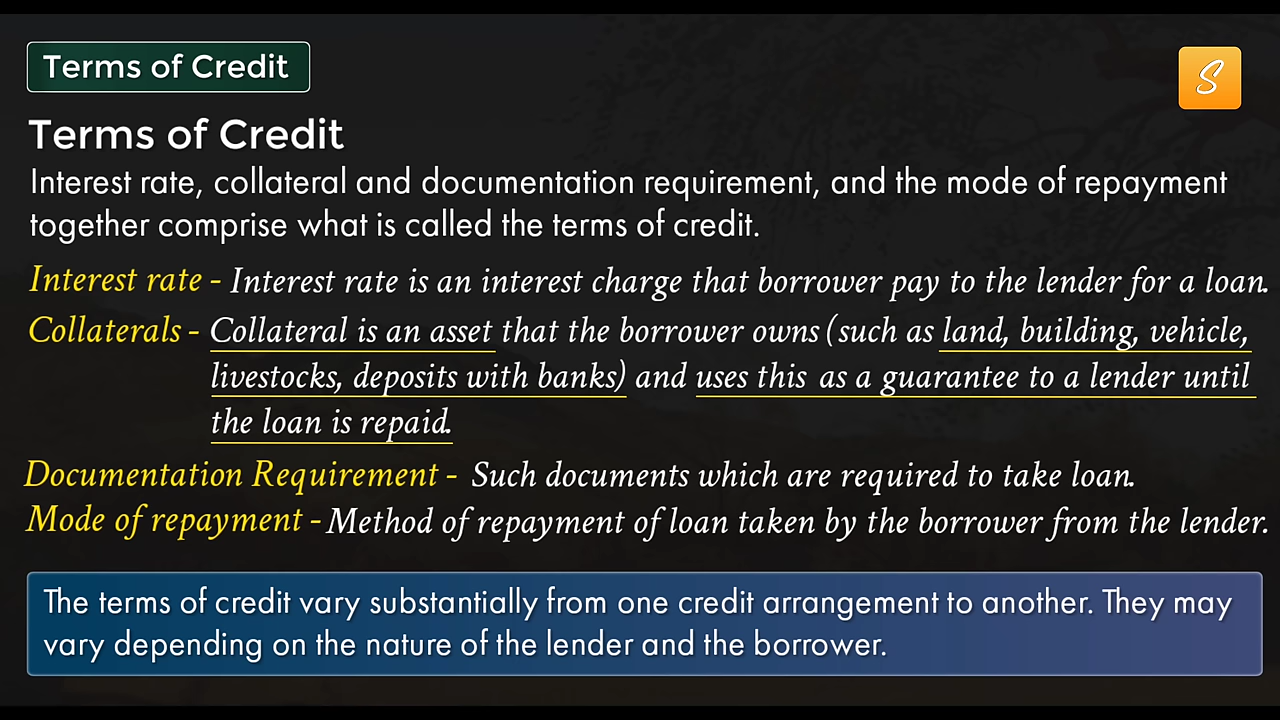 Terms of Credit
S
Terms of Credit
Interest rate, collateral and documentation requirement, and the mode of repayment
together comprise what is called the terms of credit.
Interest rate - Interest rate is an interest charge that borrower pay to the lender for a loan.
Collaterals - Collateral is an asset that the borrower owns (such as land, building, vehicle,
livestocks, deposits with banks) and uses this as a guarantee to a lender until
the loan is repaid.
Documentation Requirement - Such documents which are required to take loan.
Mode of repayment - Method of repayment of loan taken by the borrower from the lender.
The terms of credit vary substantially from one credit arrangement to another. They may
vary depending on the nature of the lender and the borrower.